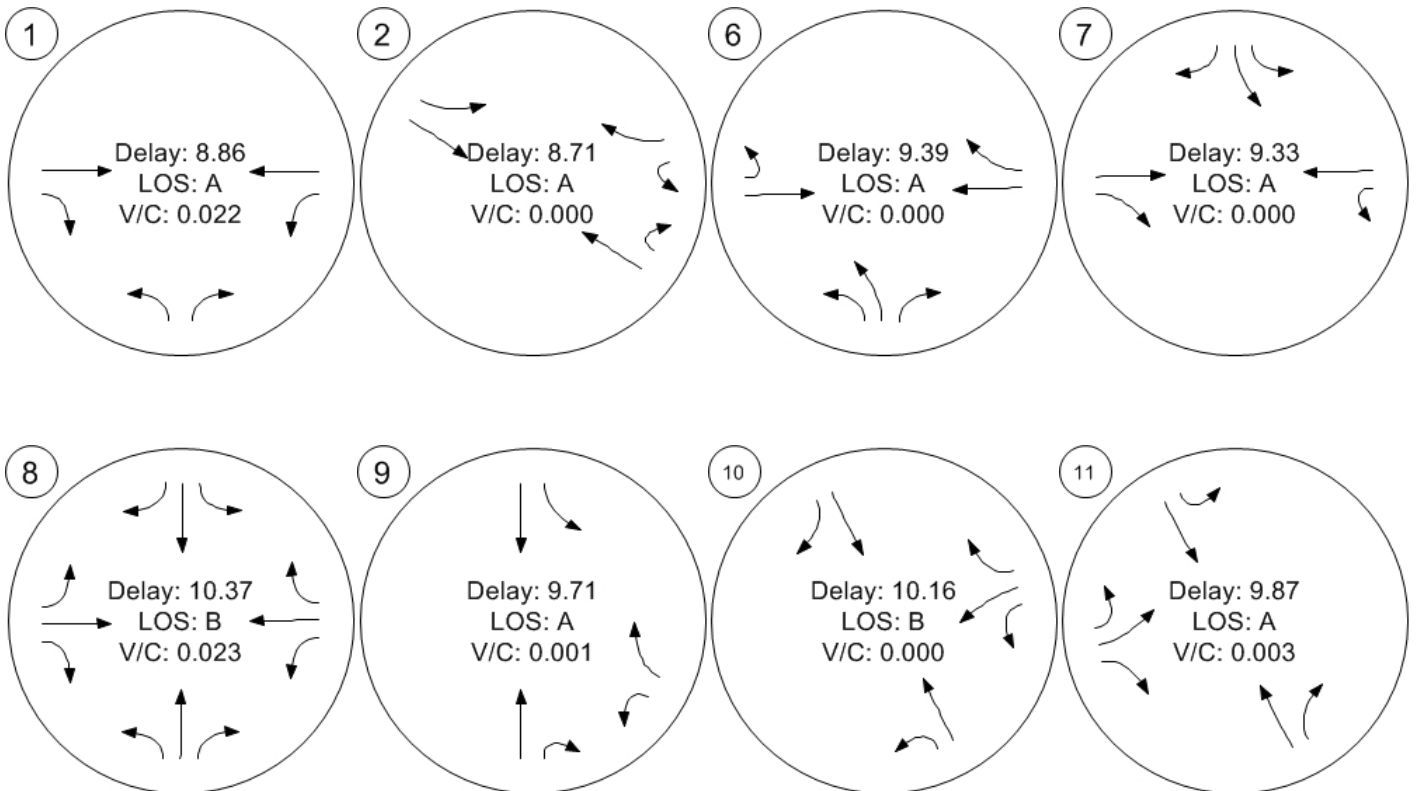 1
Delay: 8.86
LOS: A
V/C: 0.022
2
Delay: 8.71
LOS: A
V/C: 0.000
6
Delay: 9.39
LOS: A
V/C: 0.000
7
Delay: 9.33
LOS: A
V/C: 0.000
8
Delay: 10.37
LOS: B
V/C: 0.023
9
Delay: 9.71
LOS: A
V/C: 0.001
10
Delay: 10.16
LOS: B
V/C: 0.000
11
Delay: 9.87
LOS: A
V/C: 0.003